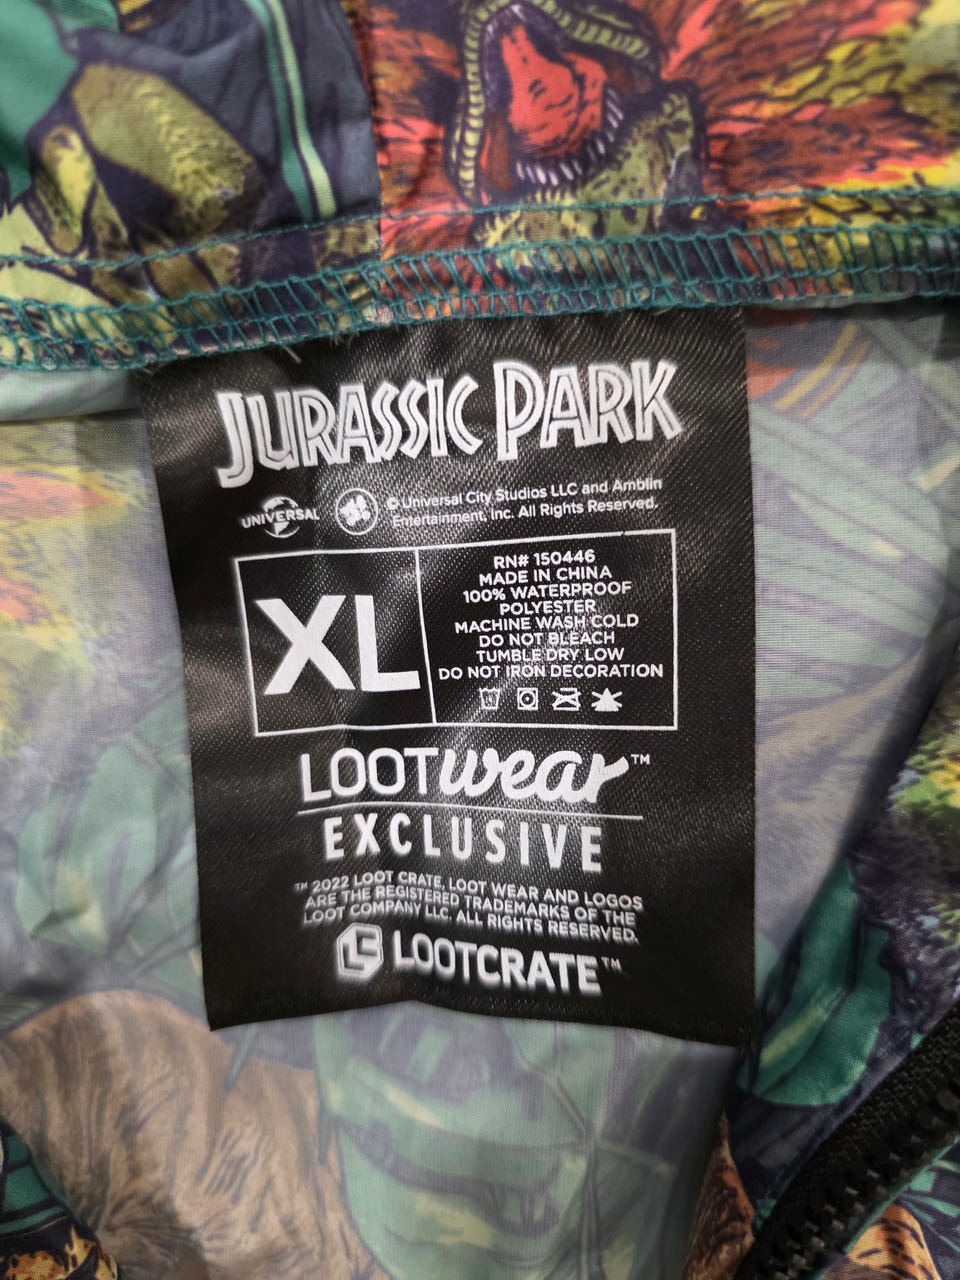 JURASSIC PARK
UNIVERSAL
© Universal City Studios LLC and Amblin
Entertainment, Inc. All Rights Reserved.
XL
RN# 150446
MADE IN CHINA
100% WATERPROOF
POLYESTER
MACHINE WASH COLD
DO NOT BLEACH
TUMBLE DRY LOW
DO NOT IRON DECORATION
LOOTwear™
EXCLUSIVE
™ 2022 LOOT CRATE, LOOT WEAR AND LOGOS
ARE THE REGISTERED TRADEMARKS OF THE
LOOT COMPANY LLC. ALL RIGHTS RESERVED.
LOOTCRATE™